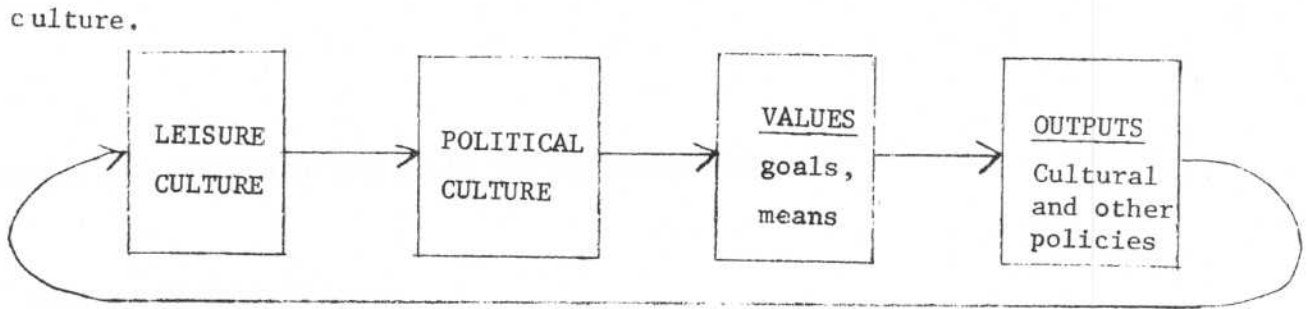 culture.
LEISURE
CULTURE
POLITICAL
CULTURE
VALUES
goals,
means
OUTPUTS
Cultural
and other
policies